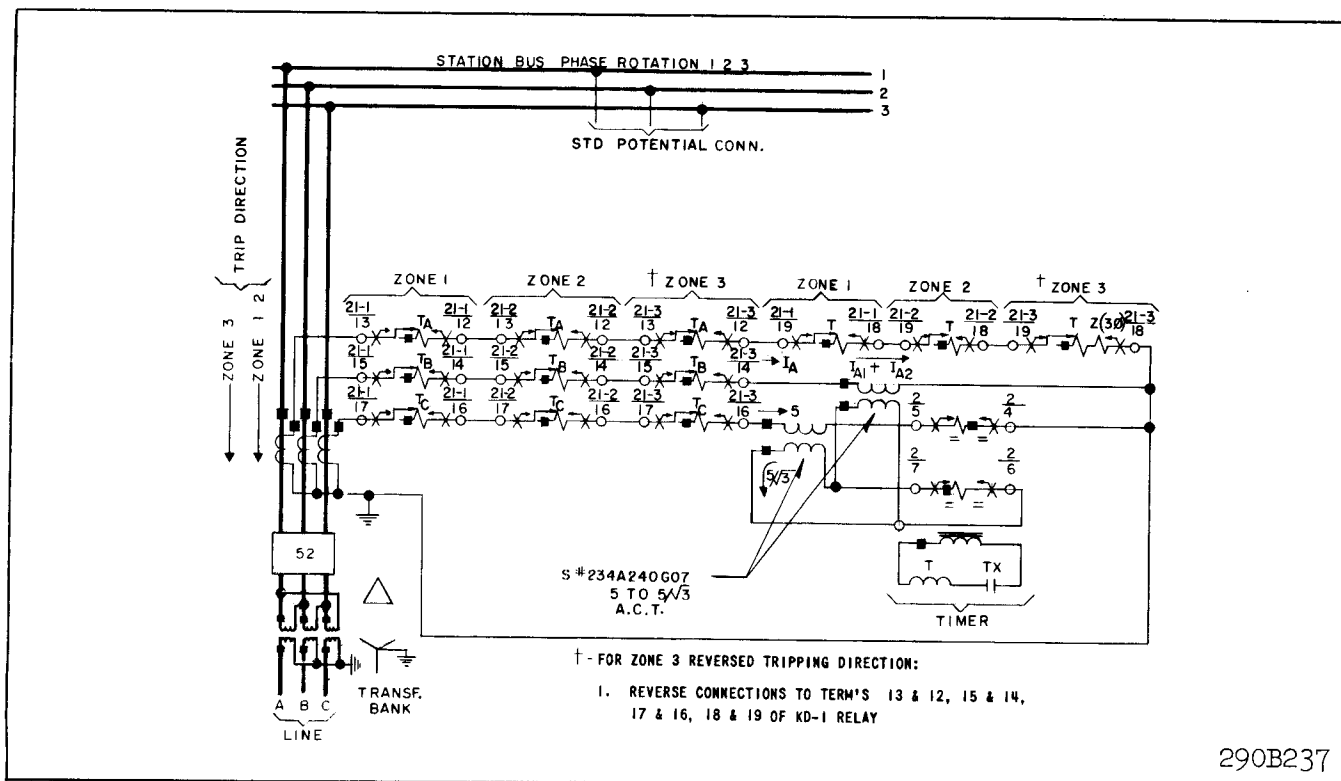 STATION BUS PHASE ROTATION 1 2 3
1
2
3
STD POTENTIAL CONN.
TRIP DIRECTION
ZONE 3
ZONE 1 2
ZONE 1
ZONE 2
† ZONE 3
ZONE 1
ZONE 2
† ZONE 3
21-1 13 TA 21-1 12 21-2 13 TA 21-2 12 21-3 13 TA 21-3 12 21-1 19 T 21-1 18 21-2 19 T 21-2 18 21-3 19 T Z(3Ø) 21-3 18
21-1 15 TB 21-1 14 21-2 15 TB 21-2 14 21-3 15 TB 21-3 14 IA IA1 + IA2
21-1 17 TC 21-1 16 21-2 17 TC 21-2 16 21-3 17 TC 21-3 16 5 2 5 2 4
5√3
2 7 2 6
52
S#234A240G07
5 TO 5/√3
A.C.T.
T TX
TIMER
TRANSF.
BANK
A B C
LINE
† - FOR ZONE 3 REVERSED TRIPPING DIRECTION:
1. REVERSE CONNECTIONS TO TERM'S 13 & 12, 15 & 14,
17 & 16, 18 & 19 OF KD-1 RELAY
290B237